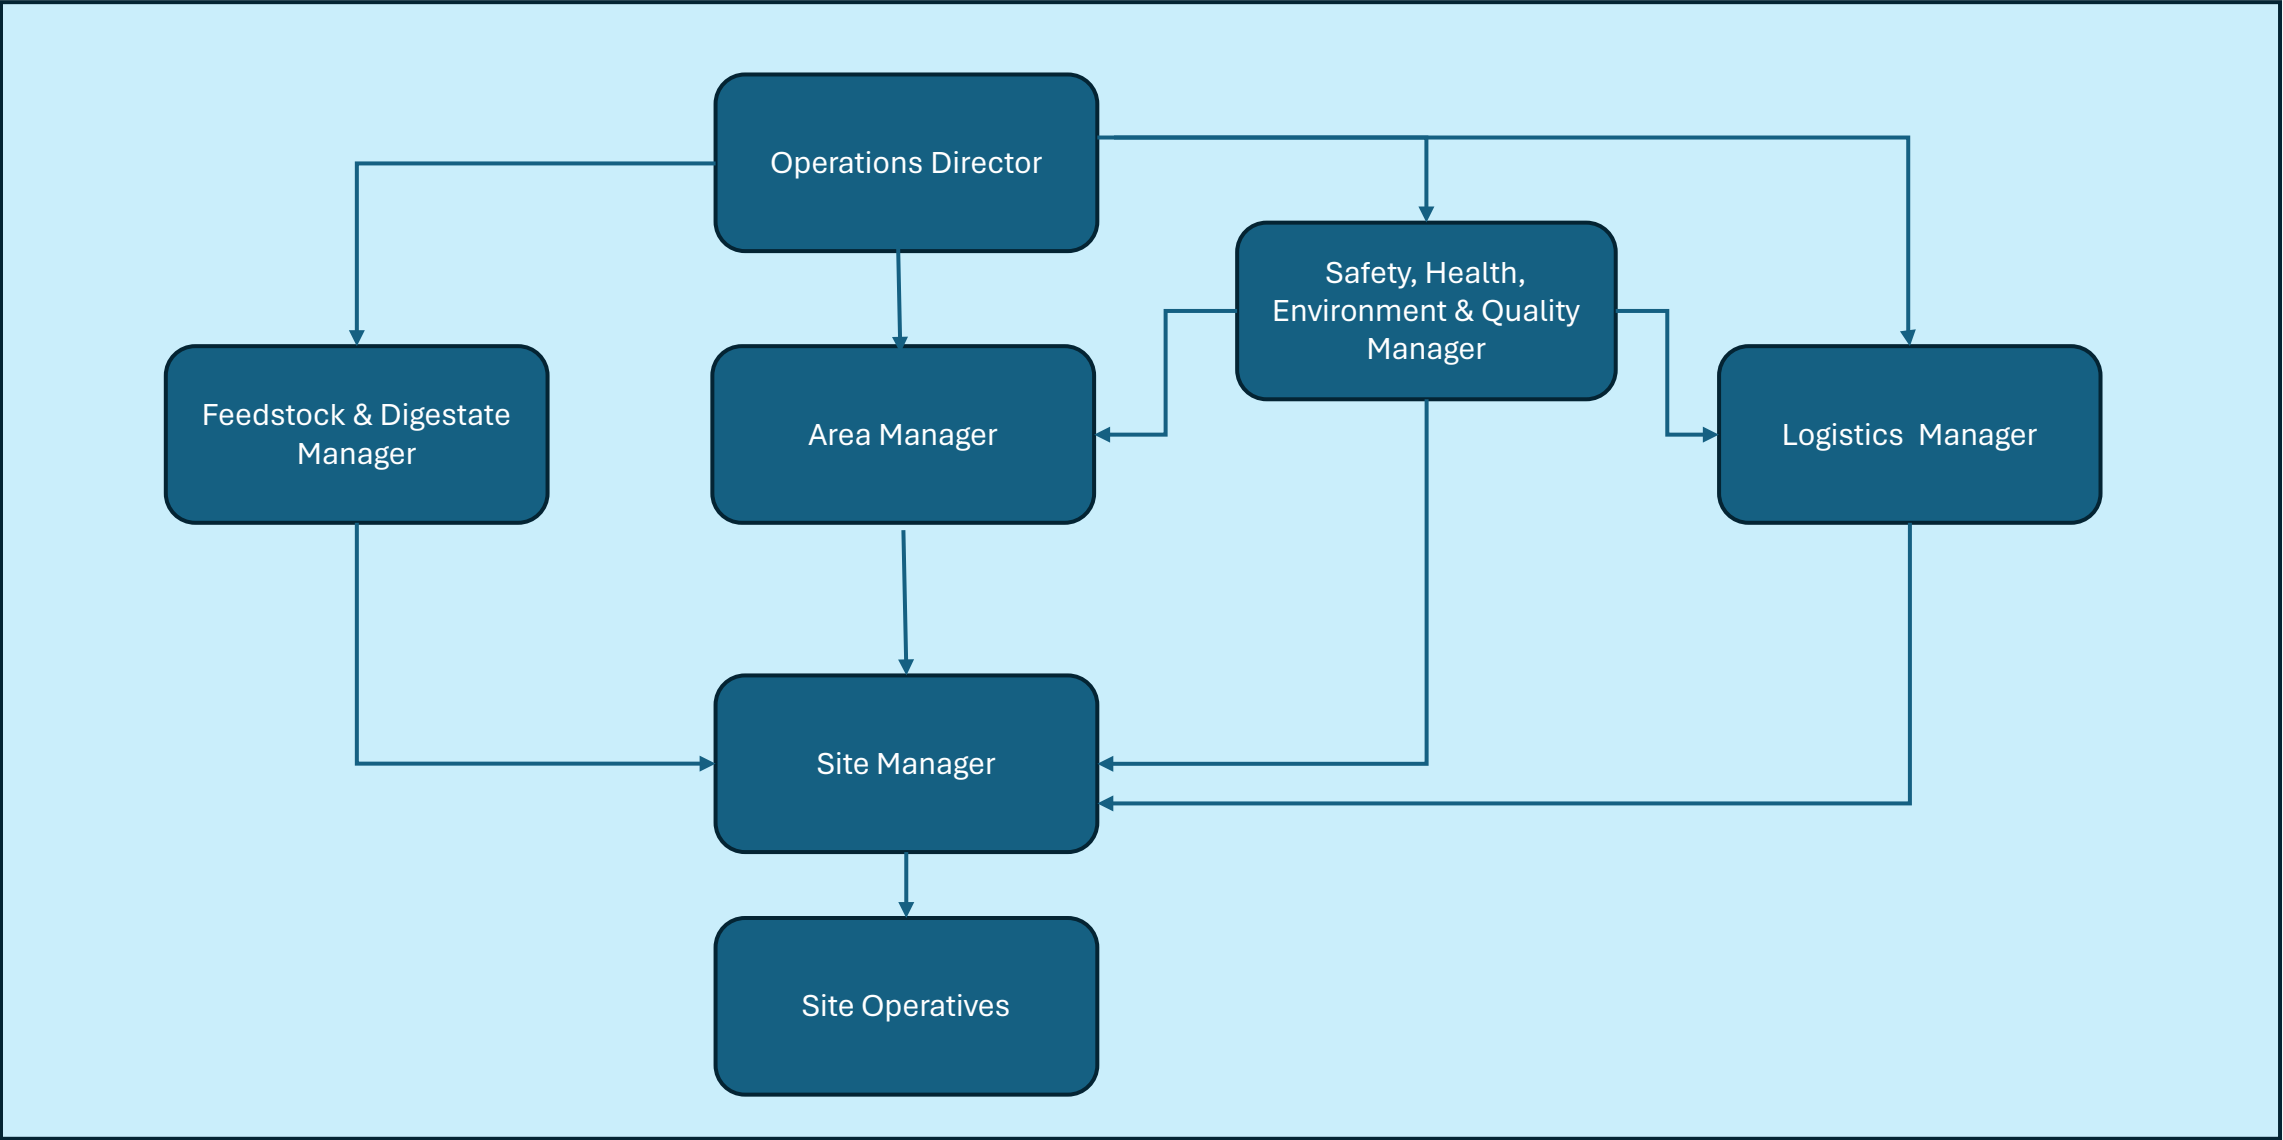 Operations Director
Safety, Health,
Environment & Quality
Manager
Feedstock & Digestate
Manager
Area Manager
Logistics  Manager
Site Manager
Site Operatives